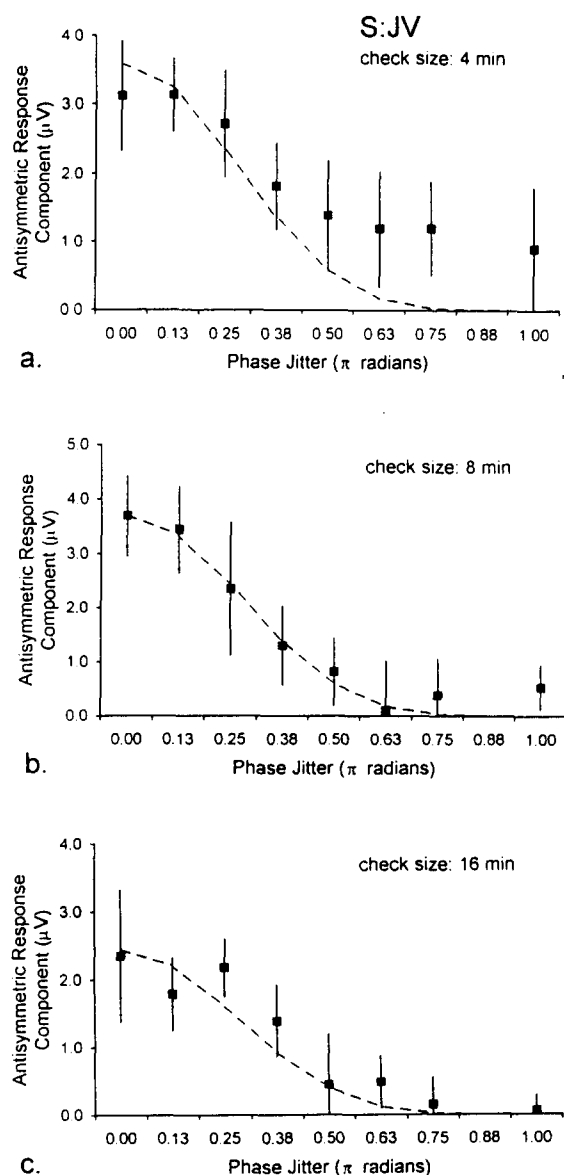 S:JV
check size: 4 min
Antisymmetric Response
Component (µV)
4.0
3.0
2.0
1.0
0.0
0.00 0.13 0.25 0.38 0.50 0.63 0.75 0.88 1.00
Phase Jitter (π radians)
a.
check size: 8 min
Antisymmetric Response
Component (µV)
5.0
4.0
3.0
2.0
1.0
0.0
0.00 0.13 0.25 0.38 0.50 0.63 0.75 0.88 1.00
Phase Jitter (π radians)
b.
check size: 16 min
Antisymmetric Response
Component (µV)
4.0
3.0
2.0
1.0
0.0
0.00 0.13 0.25 0.38 0.50 0.63 0.75 0.88 1.00
Phase Jitter (π radians)
c.